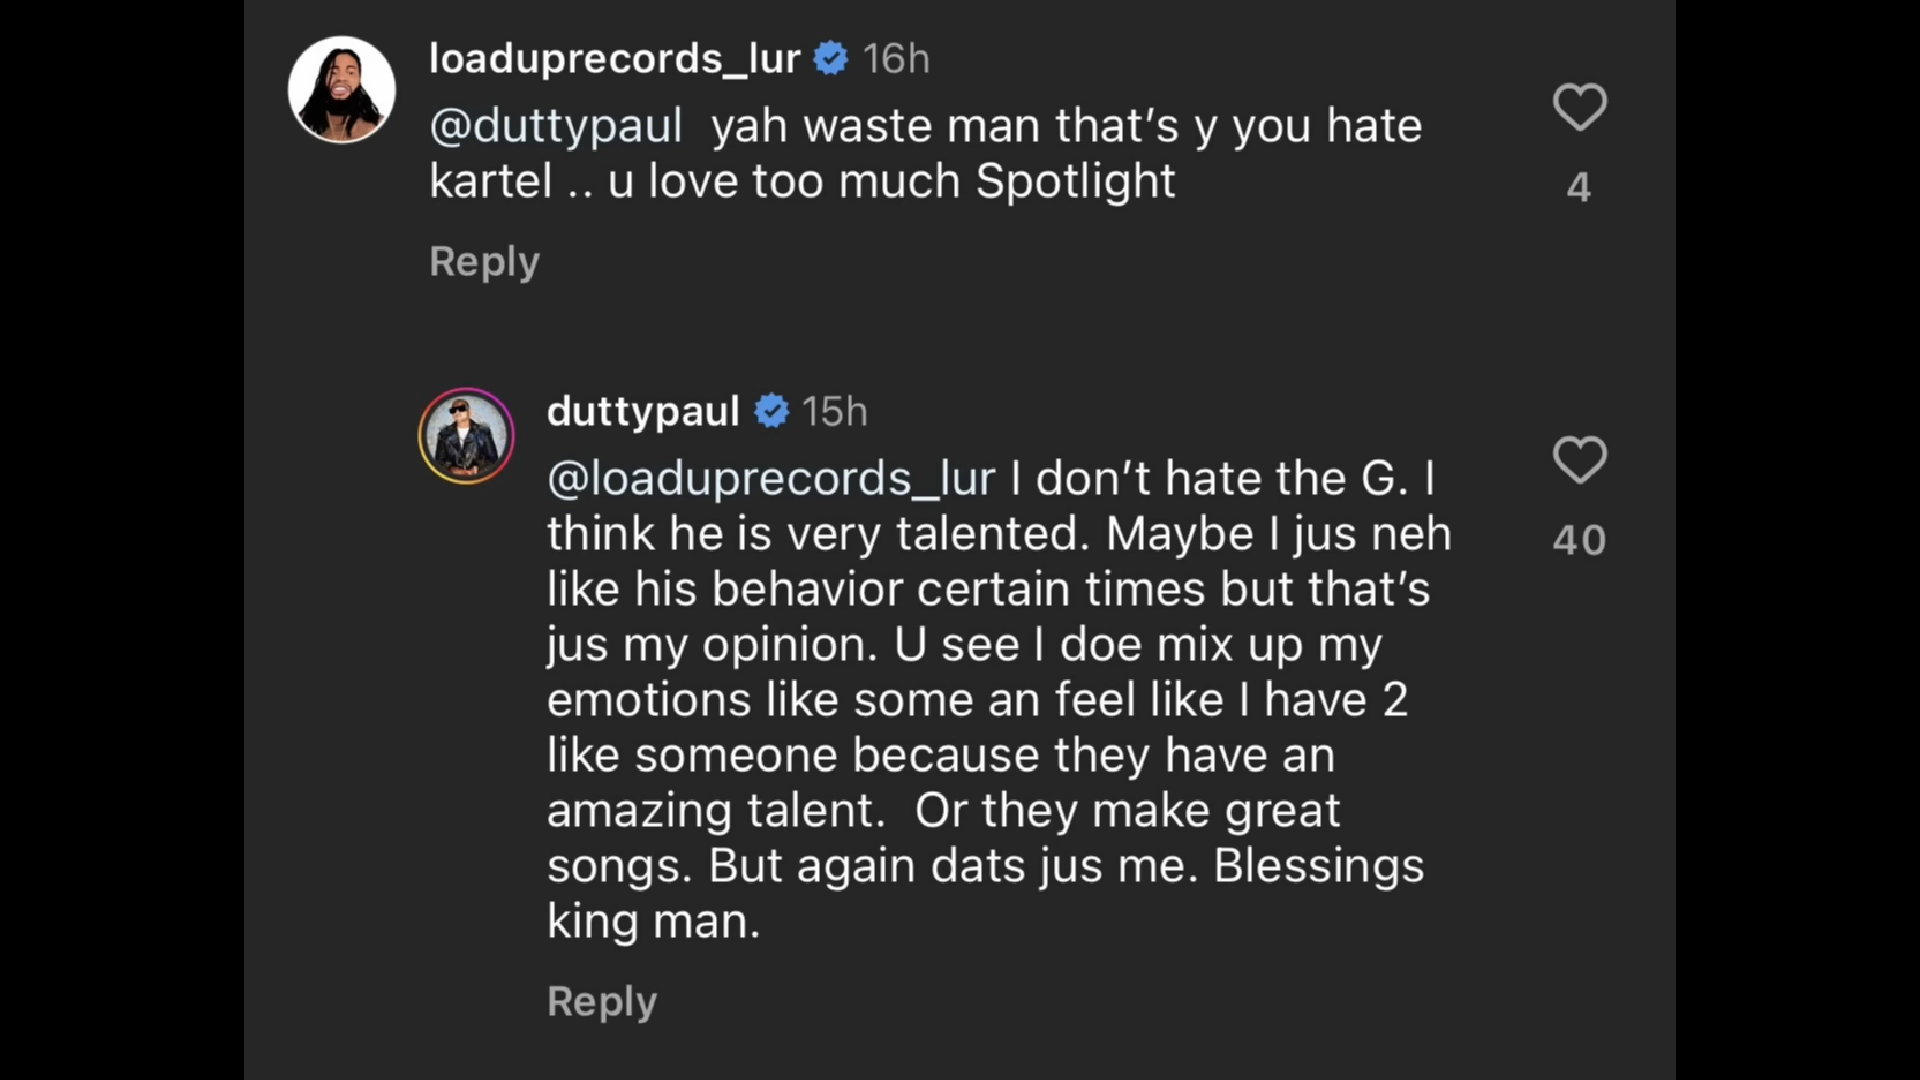 loaduprecords_lur 16h
@duttypaul yah waste man that’s y you hate
kartel .. u love too much Spotlight
4
Reply
duttypaul 15h
@loaduprecords_lur I don’t hate the G. I
think he is very talented. Maybe I jus neh
like his behavior certain times but that’s
jus my opinion. U see I doe mix up my
emotions like some an feel like I have 2
like someone because they have an
amazing talent.  Or they make great
songs. But again dats jus me. Blessings
king man.
40
Reply